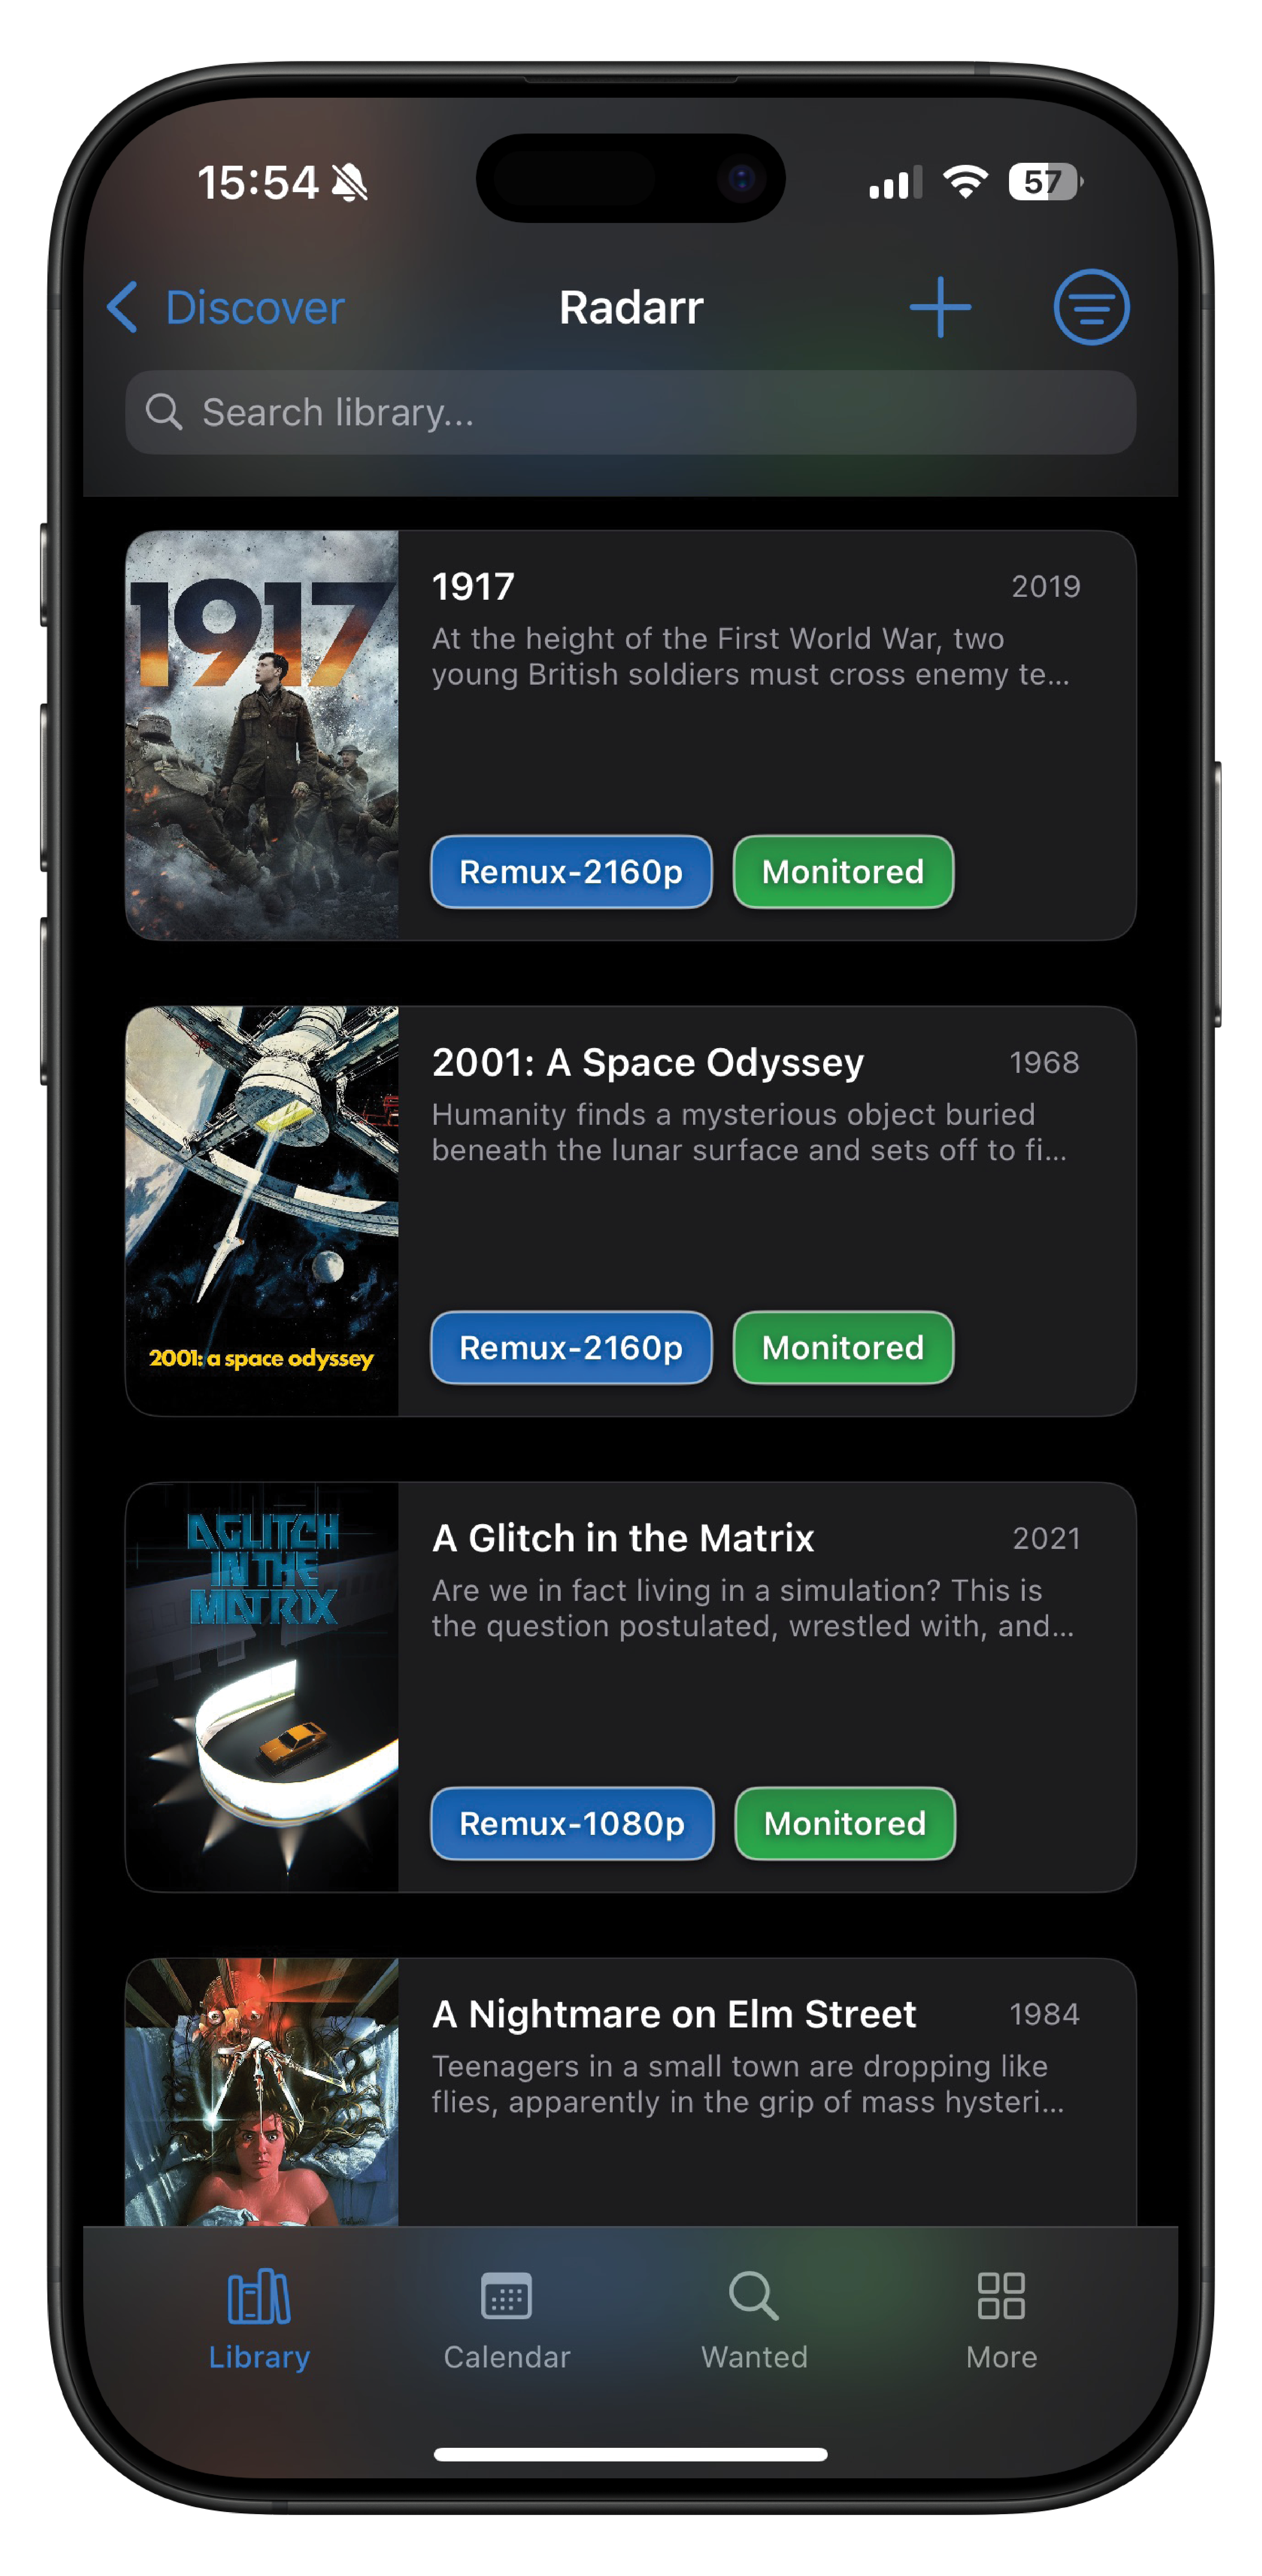 15:54
57
Discover
Radarr
Search library...
1917
1917
2019
At the height of the First World War, two
young British soldiers must cross enemy te...
Remux-2160p
Monitored
2001: a space odyssey
2001: A Space Odyssey
1968
Humanity finds a mysterious object buried
beneath the lunar surface and sets off to fi...
Remux-2160p
Monitored
A GLITCH
IN THE
MATRIX
A Glitch in the Matrix
2021
Are we in fact living in a simulation? This is
the question postulated, wrestled with, and...
Remux-1080p
Monitored
A Nightmare on Elm Street
1984
Teenagers in a small town are dropping like
flies, apparently in the grip of mass hysteri...
Library
Calendar
Wanted
More